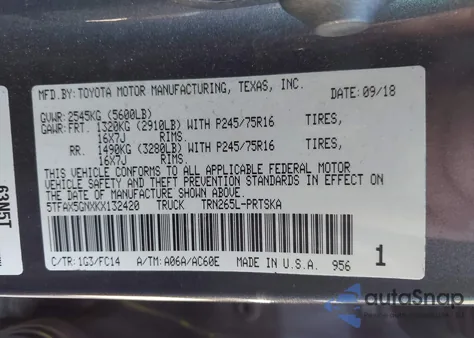 MFD.BY: TOYOTA MOTOR MANUFACTURING, TEXAS, INC.
DATE: 09/18
GVWR: 2545KG (5600LB)
GAWR: FRT. 1320KG (2910LB) WITH P245/75R16 TIRES,
16X7J RIMS.
RR. 1490KG (3280LB) WITH P245/75R16 TIRES,
16X7J RIMS.
THIS VEHICLE CONFORMS TO ALL APPLICABLE FEDERAL MOTOR
VEHICLE SAFETY AND THEFT PREVENTION STANDARDS IN EFFECT ON
THE DATE OF MANUFACTURE SHOWN ABOVE.
5TFAX5GNXKX132420 TRUCK TRN265L-PRTSKA
C/TR: 1G3/FC14 A/TM: A06A/AC60E MADE IN U.S.A. 956
1
63N5T
autoSnap